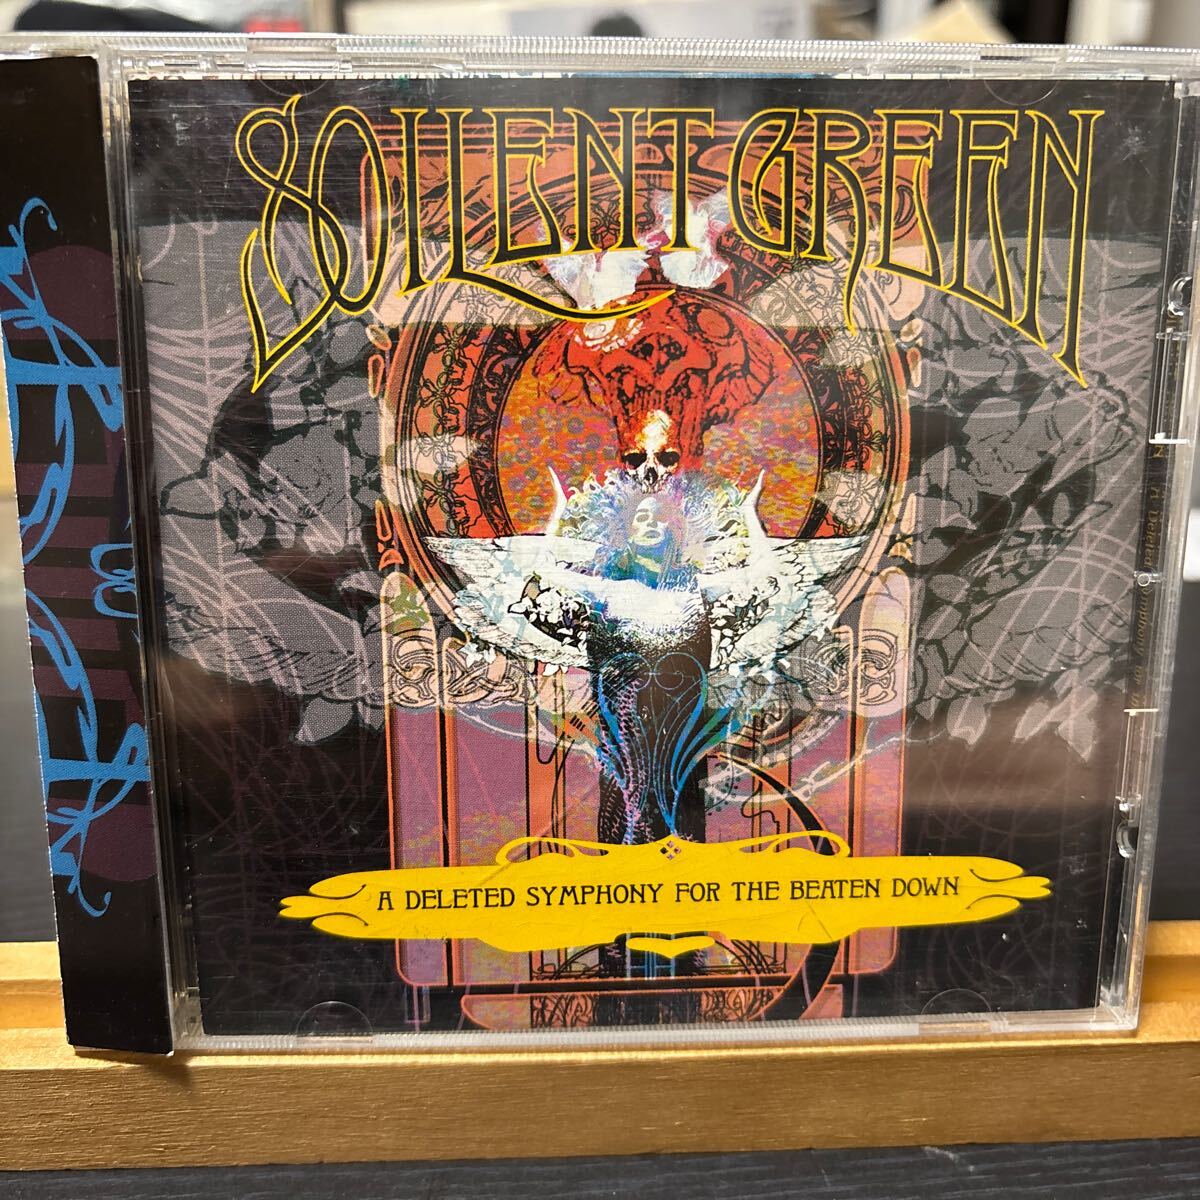 SOILENT GREEN
A DELETED SYMPHONY FOR THE BEATEN DOWN